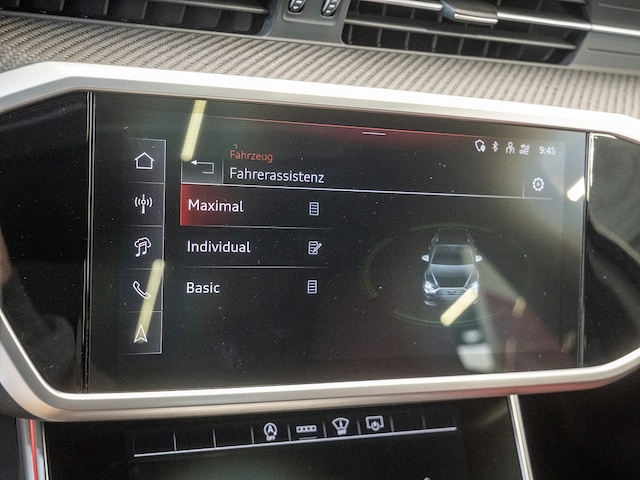 9:45
Fahrzeug
Fahrerassistenz
Maximal
Individual
Basic